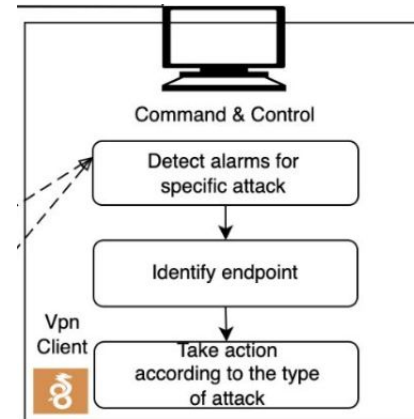 Command & Control
Detect alarms for
specific attack
Identify endpoint
Vpn
Client
Take action
according to the type
of attack